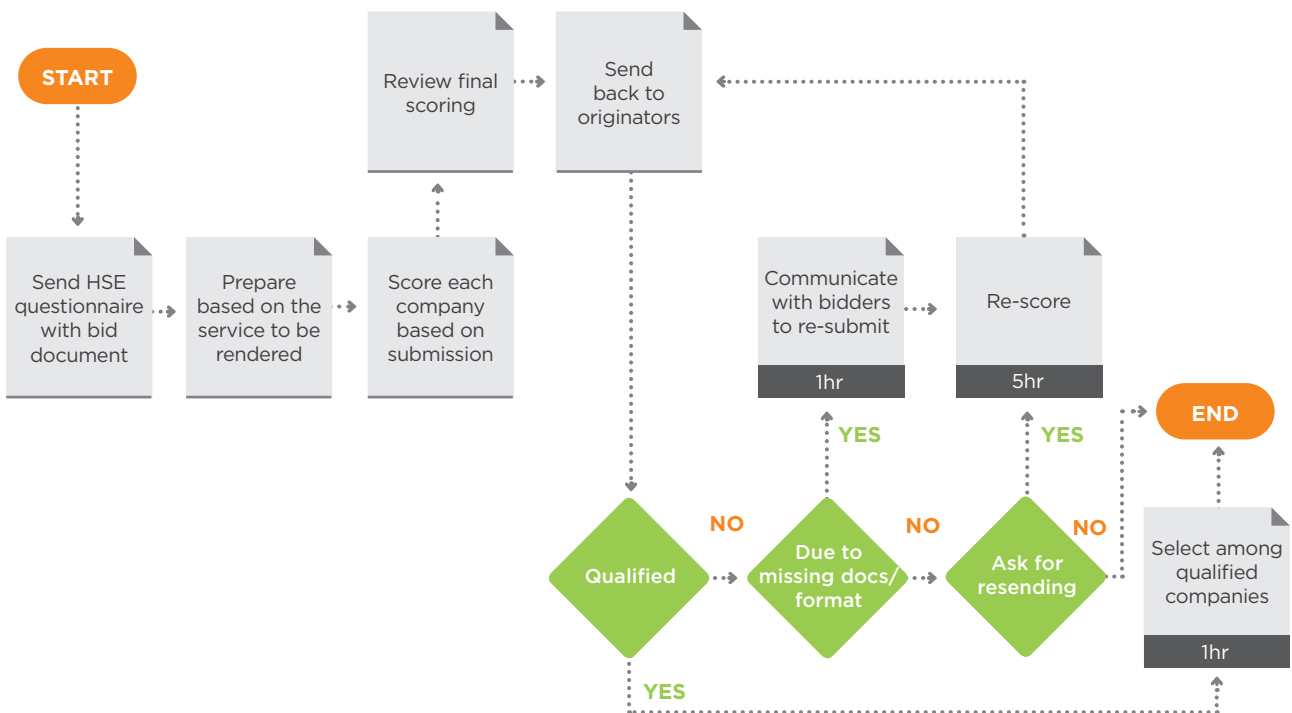 START
Send HSE
questionnaire
with bid
document
Prepare
based on the
service to be
rendered
Score each
company
based on
submission
Review final
scoring
Send
back to
originators
Communicate
with bidders
to re-submit
1hr
Re-score
5hr
END
YES
YES
NO
NO
NO
Qualified
Due to
missing docs/
format
Ask for
resending
Select among
qualified
companies
1hr
YES